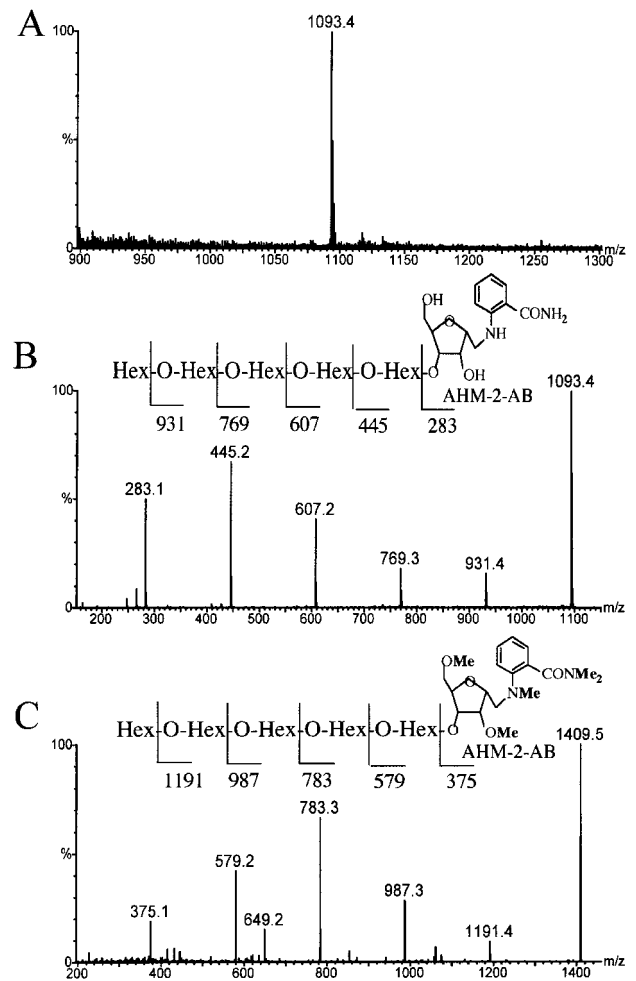 A
1093.4
100
%
0
900 950 1000 1050 1100 1150 1200 1250 1300 m/z
OH
CONH2
O
NH
B
Hex-O-Hex-O-Hex-O-Hex-O-Hex-O OH
AHM-2-AB
931 769 607 445 283
100
%
0
283.1
445.2
607.2
769.3
931.4
1093.4
200 300 400 500 600 700 800 900 1000 1100 m/z
OMe
CONMe2
O
NMe
C
Hex-O-Hex-O-Hex-O-Hex-O-Hex-O OMe
AHM-2-AB
1191 987 783 579 375
100
%
0
375.1
579.2
649.2
783.3
987.3
1191.4
1409.5
200 400 600 800 1000 1200 1400 m/z